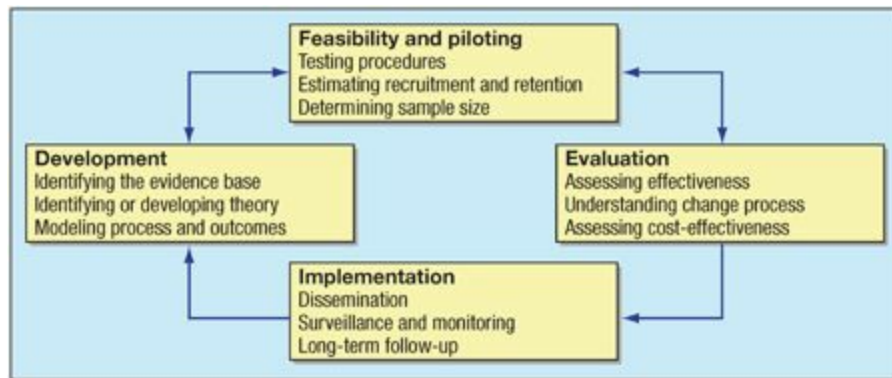 Feasibility and piloting
Testing procedures
Estimating recruitment and retention
Determining sample size
Development
Identifying the evidence base
Identifying or developing theory
Modeling process and outcomes
Evaluation
Assessing effectiveness
Understanding change process
Assessing cost-effectiveness
Implementation
Dissemination
Surveillance and monitoring
Long-term follow-up